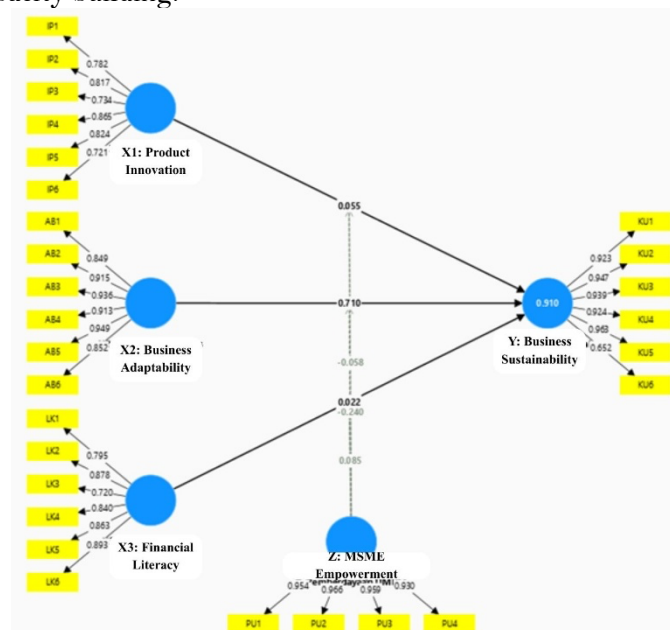 IP1
IP2
IP3
IP4
IP5
IP6
0.782
0.817
0.734
0.865
0.824
0.721
X1: Product
Innovation
AB1
AB2
AB3
AB4
AB5
AB6
0.849
0.915
0.936
0.913
0.949
0.852
X2: Business
Adaptability
LK1
LK2
LK3
LK4
LK5
LK6
0.795
0.878
0.720
0.840
0.863
0.893
X3: Financial
Literacy
0.055
0.710
-0.058
0.022
-0.240
0.085
0.910
Y: Business
Sustainability
KU1
KU2
KU3
KU4
KU5
KU6
0.923
0.947
0.939
0.924
0.963
0.652
Z: MSME
Empowerment
0.954
0.966
0.959
0.930
PU1
PU2
PU3
PU4